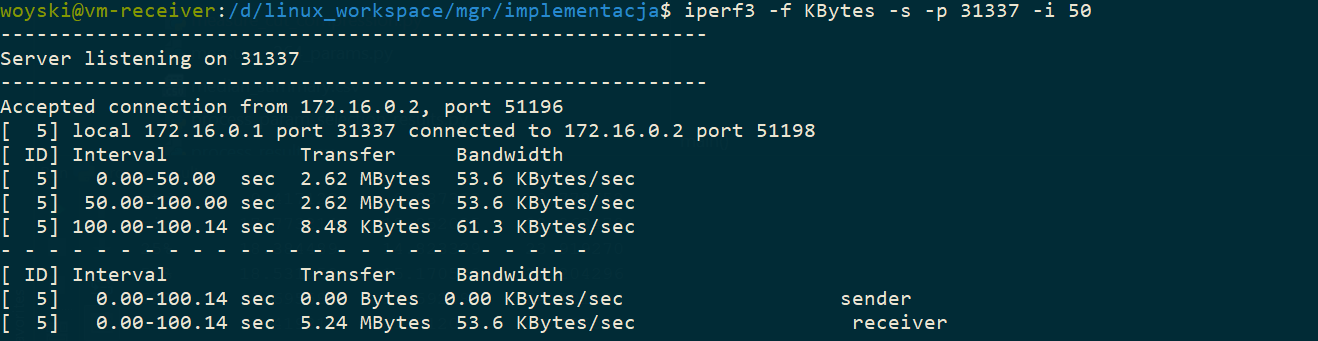 woyski@vm-receiver:/d/linux_workspace/mgr/implementacja$ iperf3 -f KBytes -s -p 31337 -i 50
-----------------------------------------------------------
Server listening on 31337
-----------------------------------------------------------
Accepted connection from 172.16.0.2, port 51196
[  5] local 172.16.0.1 port 31337 connected to 172.16.0.2 port 51198
[ ID] Interval           Transfer     Bandwidth
[  5]   0.00-50.00  sec  2.62 MBytes  53.6 KBytes/sec
[  5]  50.00-100.00 sec  2.62 MBytes  53.6 KBytes/sec
[  5] 100.00-100.14 sec  8.48 KBytes  61.3 KBytes/sec
- - - - - - - - - - - - - - - - - - - - - - - - -
[ ID] Interval           Transfer     Bandwidth
[  5]   0.00-100.14 sec  0.00 Bytes  0.00 KBytes/sec                  sender
[  5]   0.00-100.14 sec  5.24 MBytes  53.6 KBytes/sec                  receiver